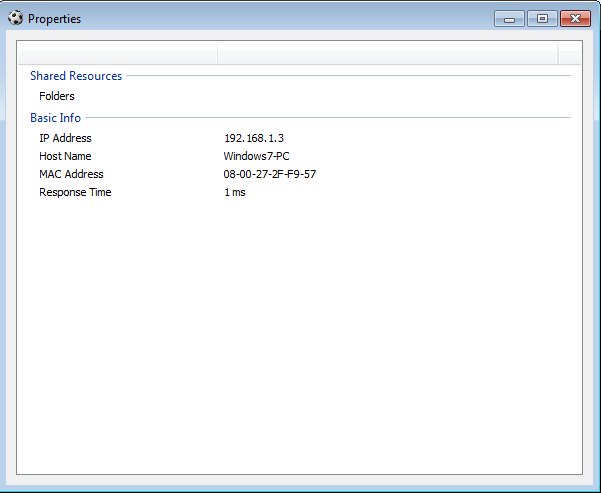 Properties
Shared Resources
Folders
Basic Info
IP Address 192.168.1.3
Host Name Windows7-PC
MAC Address 08-00-27-2F-F9-57
Response Time 1 ms